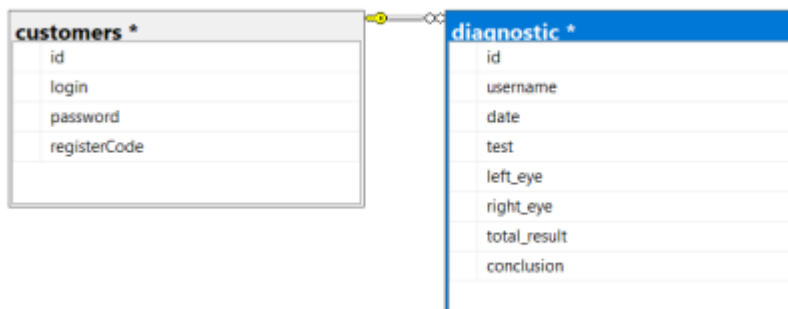 customers *
id
login
password
registerCode
diagnostic *
id
username
date
test
left_eye
right_eye
total_result
conclusion